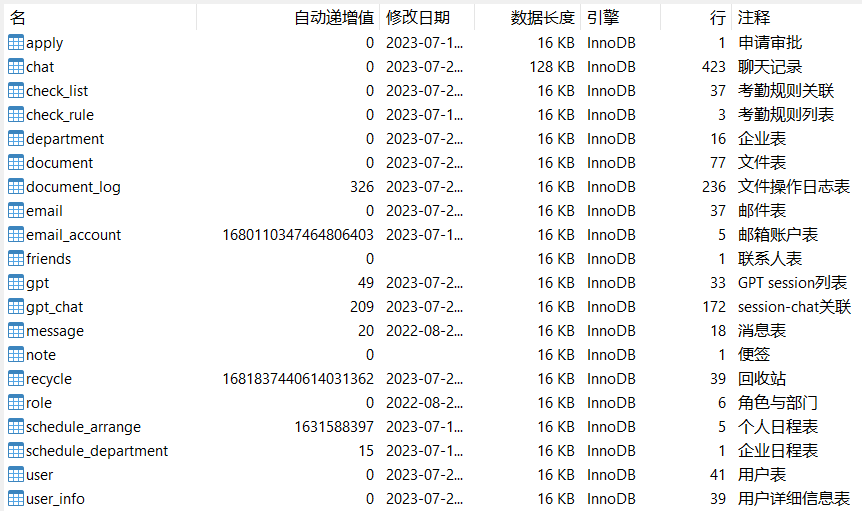 名 自动递增值 修改日期 数据长度 引擎 行 注释
apply 0 2023-07-1... 16 KB InnoDB 1 申请审批
chat 0 2023-07-2... 128 KB InnoDB 423 聊天记录
check_list 0 2023-07-2... 16 KB InnoDB 37 考勤规则关联
check_rule 0 2023-07-1... 16 KB InnoDB 3 考勤规则列表
department 0 2023-07-2... 16 KB InnoDB 16 企业表
document 0 2023-07-2... 16 KB InnoDB 77 文件表
document_log 326 2023-07-2... 16 KB InnoDB 236 文件操作日志表
email 0 2023-07-2... 16 KB InnoDB 37 邮件表
email_account 1680110347464806403 2023-07-1... 16 KB InnoDB 5 邮箱账户表
friends 0 16 KB InnoDB 1 联系人表
gpt 49 2023-07-2... 16 KB InnoDB 33 GPT session列表
gpt_chat 209 2023-07-2... 16 KB InnoDB 172 session-chat关联
message 20 2022-08-2... 16 KB InnoDB 18 消息表
note 0 16 KB InnoDB 1 便签
recycle 1681837440614031362 2023-07-2... 16 KB InnoDB 39 回收站
role 0 2022-08-2... 16 KB InnoDB 6 角色与部门
schedule_arrange 1631588397 2023-07-1... 16 KB InnoDB 5 个人日程表
schedule_department 15 2023-07-1... 16 KB InnoDB 1 企业日程表
user 0 2023-07-2... 16 KB InnoDB 41 用户表
user_info 0 2023-07-2... 16 KB InnoDB 39 用户详细信息表